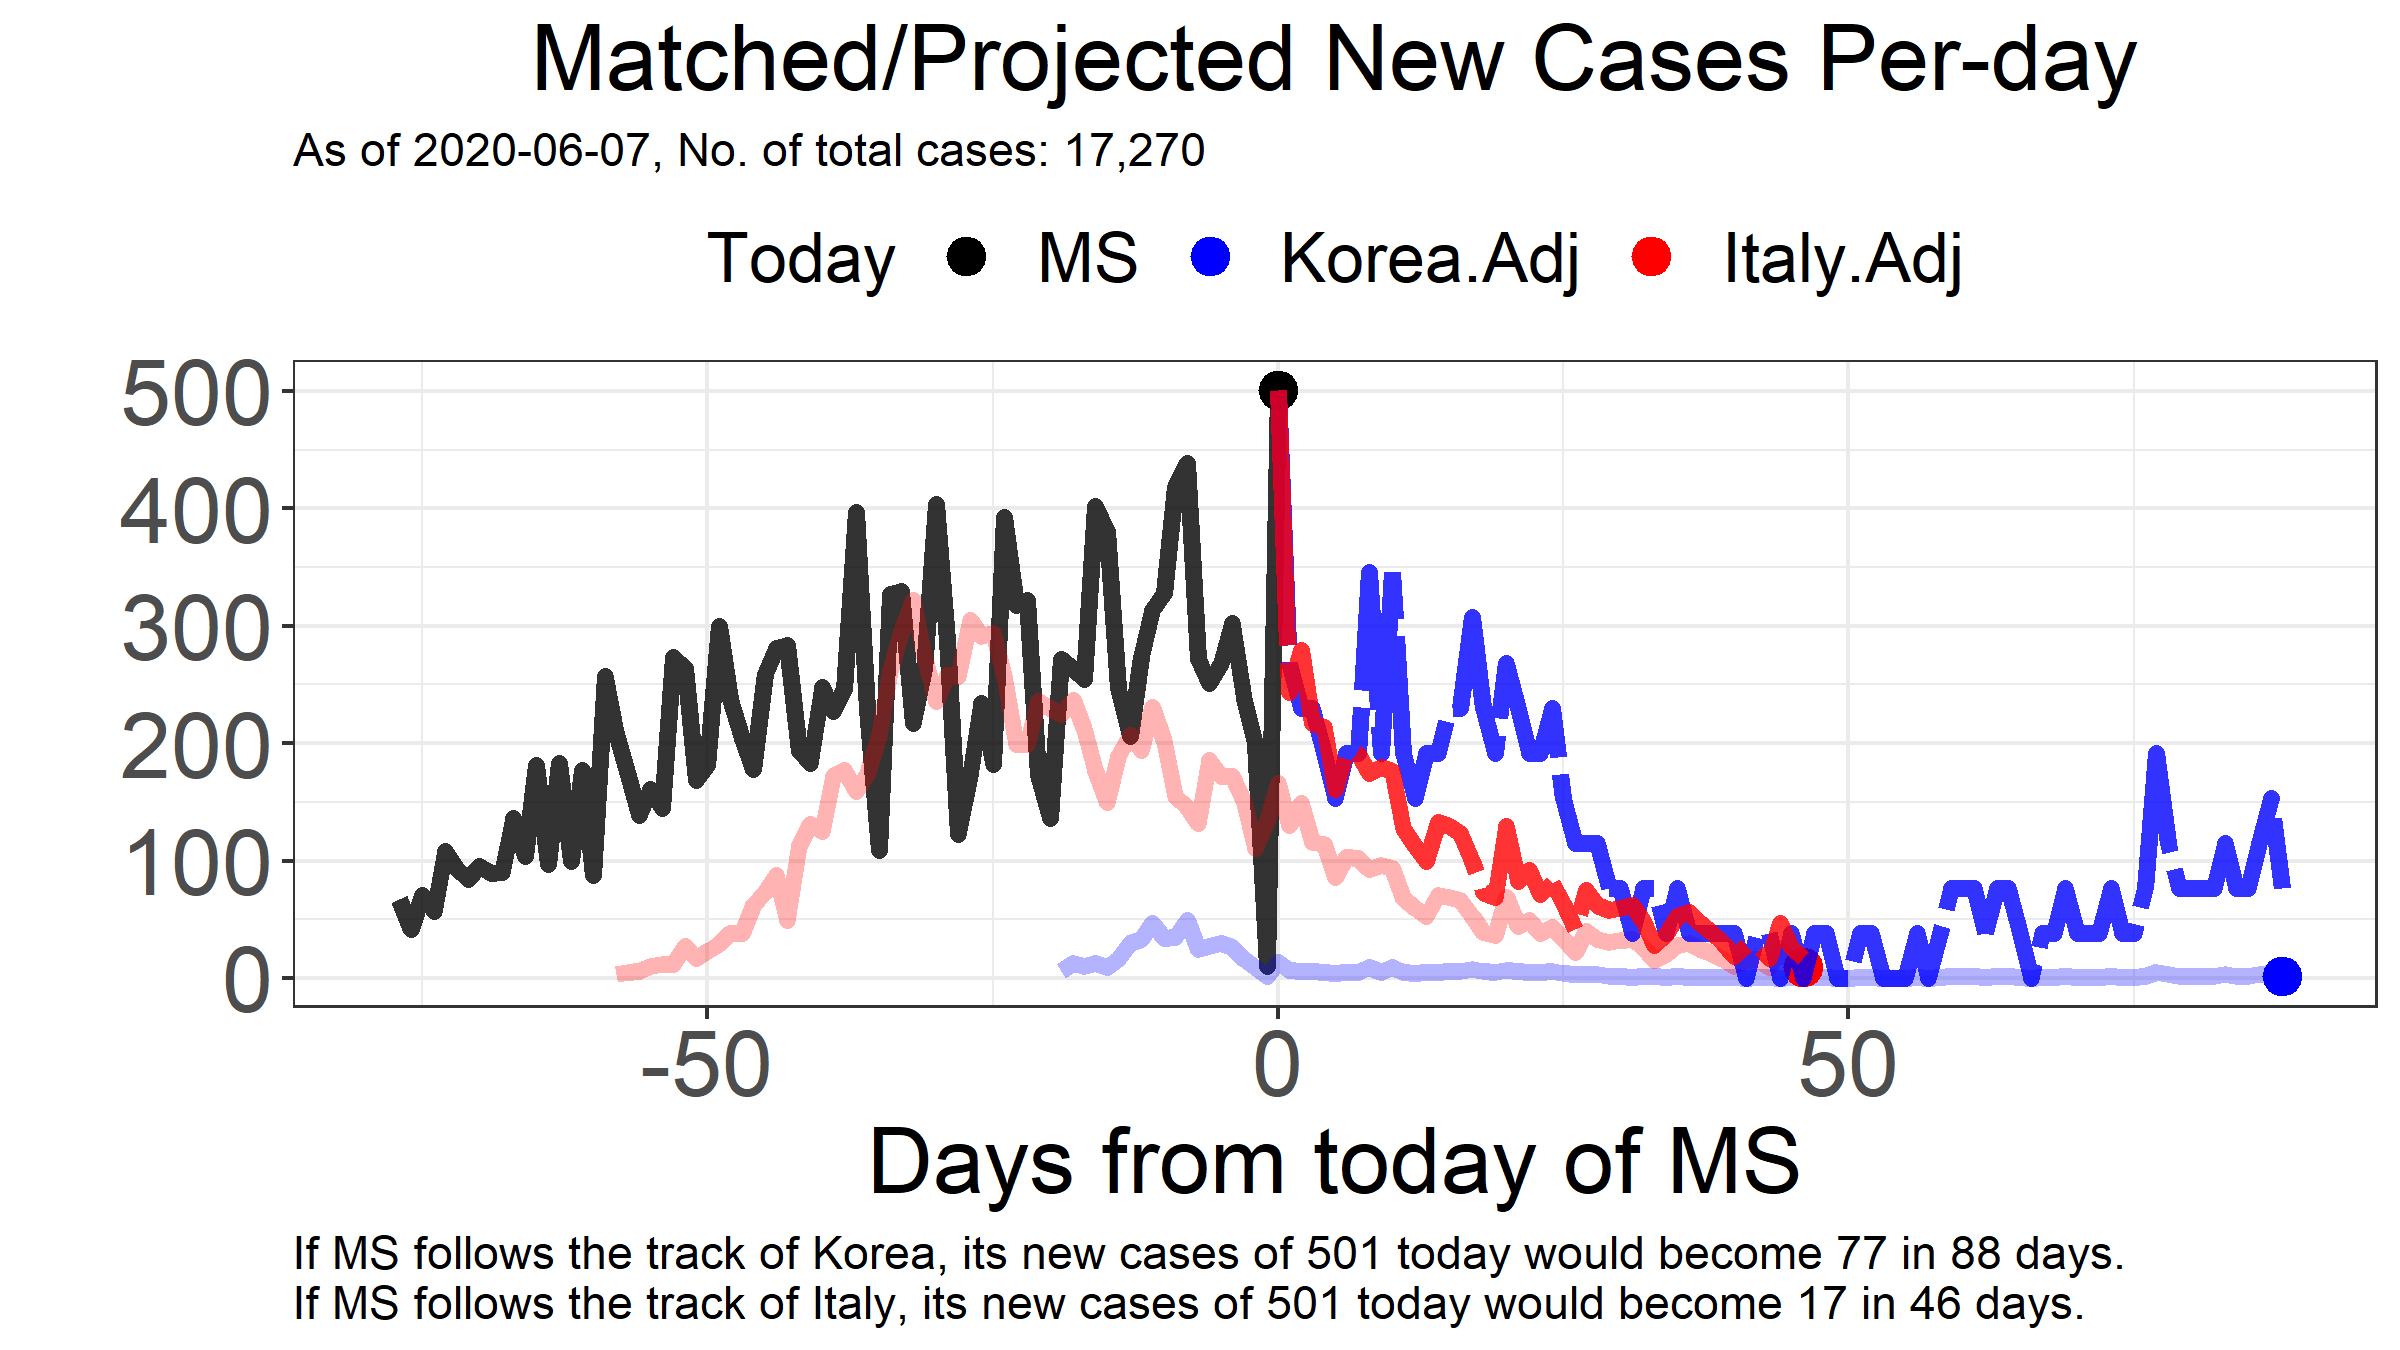 Matched/Projected New Cases Per-day
As of 2020-06-07, No. of total cases: 17,270
Today MS Korea.Adj Italy.Adj
500
400
300
200
100
0
-50 0 50
Days from today of MS
If MS follows the track of Korea, its new cases of 501 today would become 77 in 88 days.
If MS follows the track of Italy, its new cases of 501 today would become 17 in 46 days.